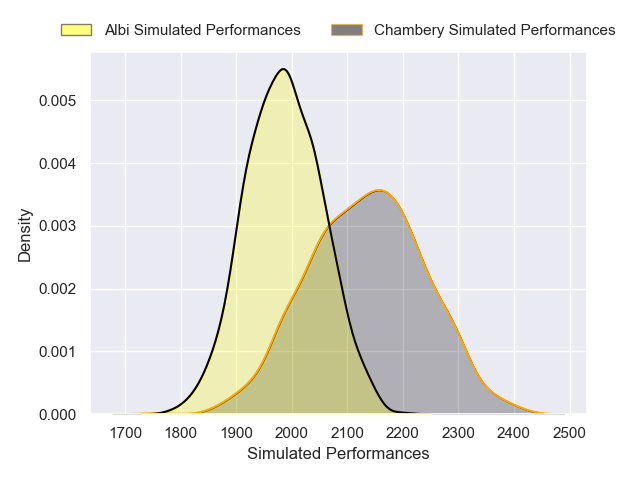 Albi Simulated Performances
Chambery Simulated Performances
Density
0.005
0.004
0.003
0.002
0.001
0.000
1700 1800 1900 2000 2100 2200 2300 2400 2500
Simulated Performances